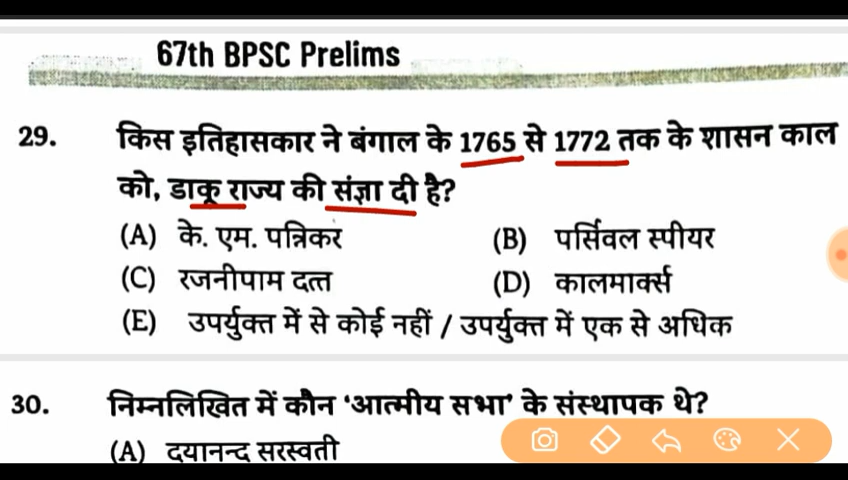 67th BPSC Prelims
29. किस इतिहासकार ने बंगाल के 1765 से 1772 तक के शासन काल
को, डाकू राज्य की संज्ञा दी है?
(A) के. एम. पन्निकर (B) पर्सिवल स्पीयर
(C) रजनीपाम दत्त (D) कालमार्क्स
(E) उपर्युक्त में से कोई नहीं / उपर्युक्त में एक से अधिक
30. निम्नलिखित में कौन ‘आत्मीय सभा’ के संस्थापक थे?
(A) दयानन्द सरस्वती